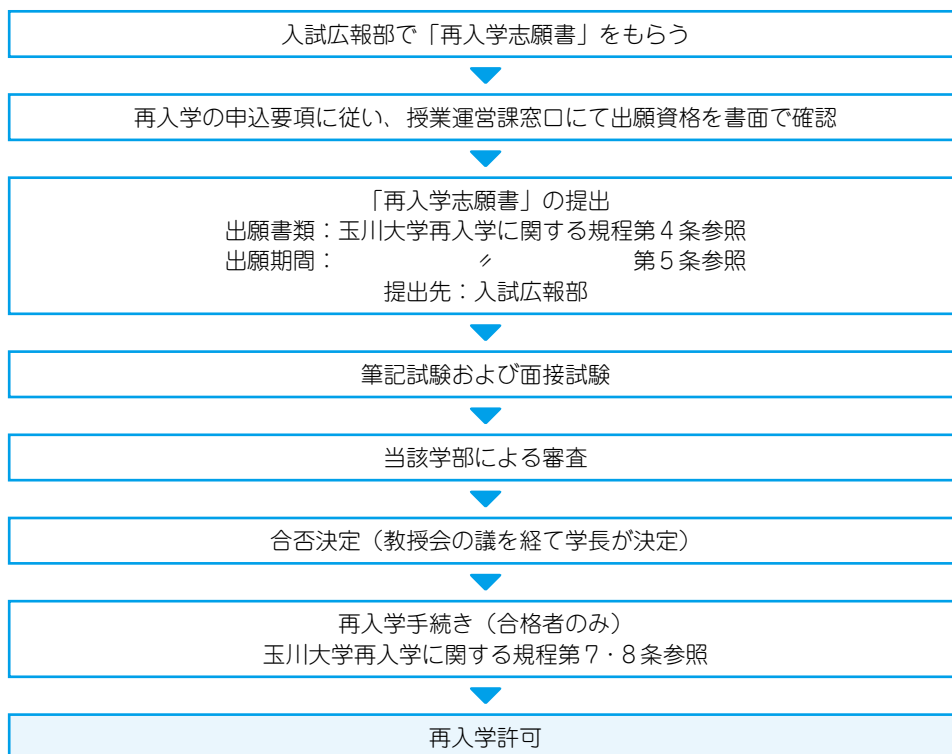 入試広報部で「再入学志願書」をもらう
再入学の申込要項に従い、授業運営課窓口にて出願資格を書面で確認
「再入学志願書」の提出
出願書類：玉川大学再入学に関する規程第４条参照
出願期間：　　　　　〃　　　　　第５条参照
提出先：入試広報部
筆記試験および面接試験
当該学部による審査
合否決定（教授会の議を経て学長が決定）
再入学手続き（合格者のみ）
玉川大学再入学に関する規程第７・８条参照
再入学許可